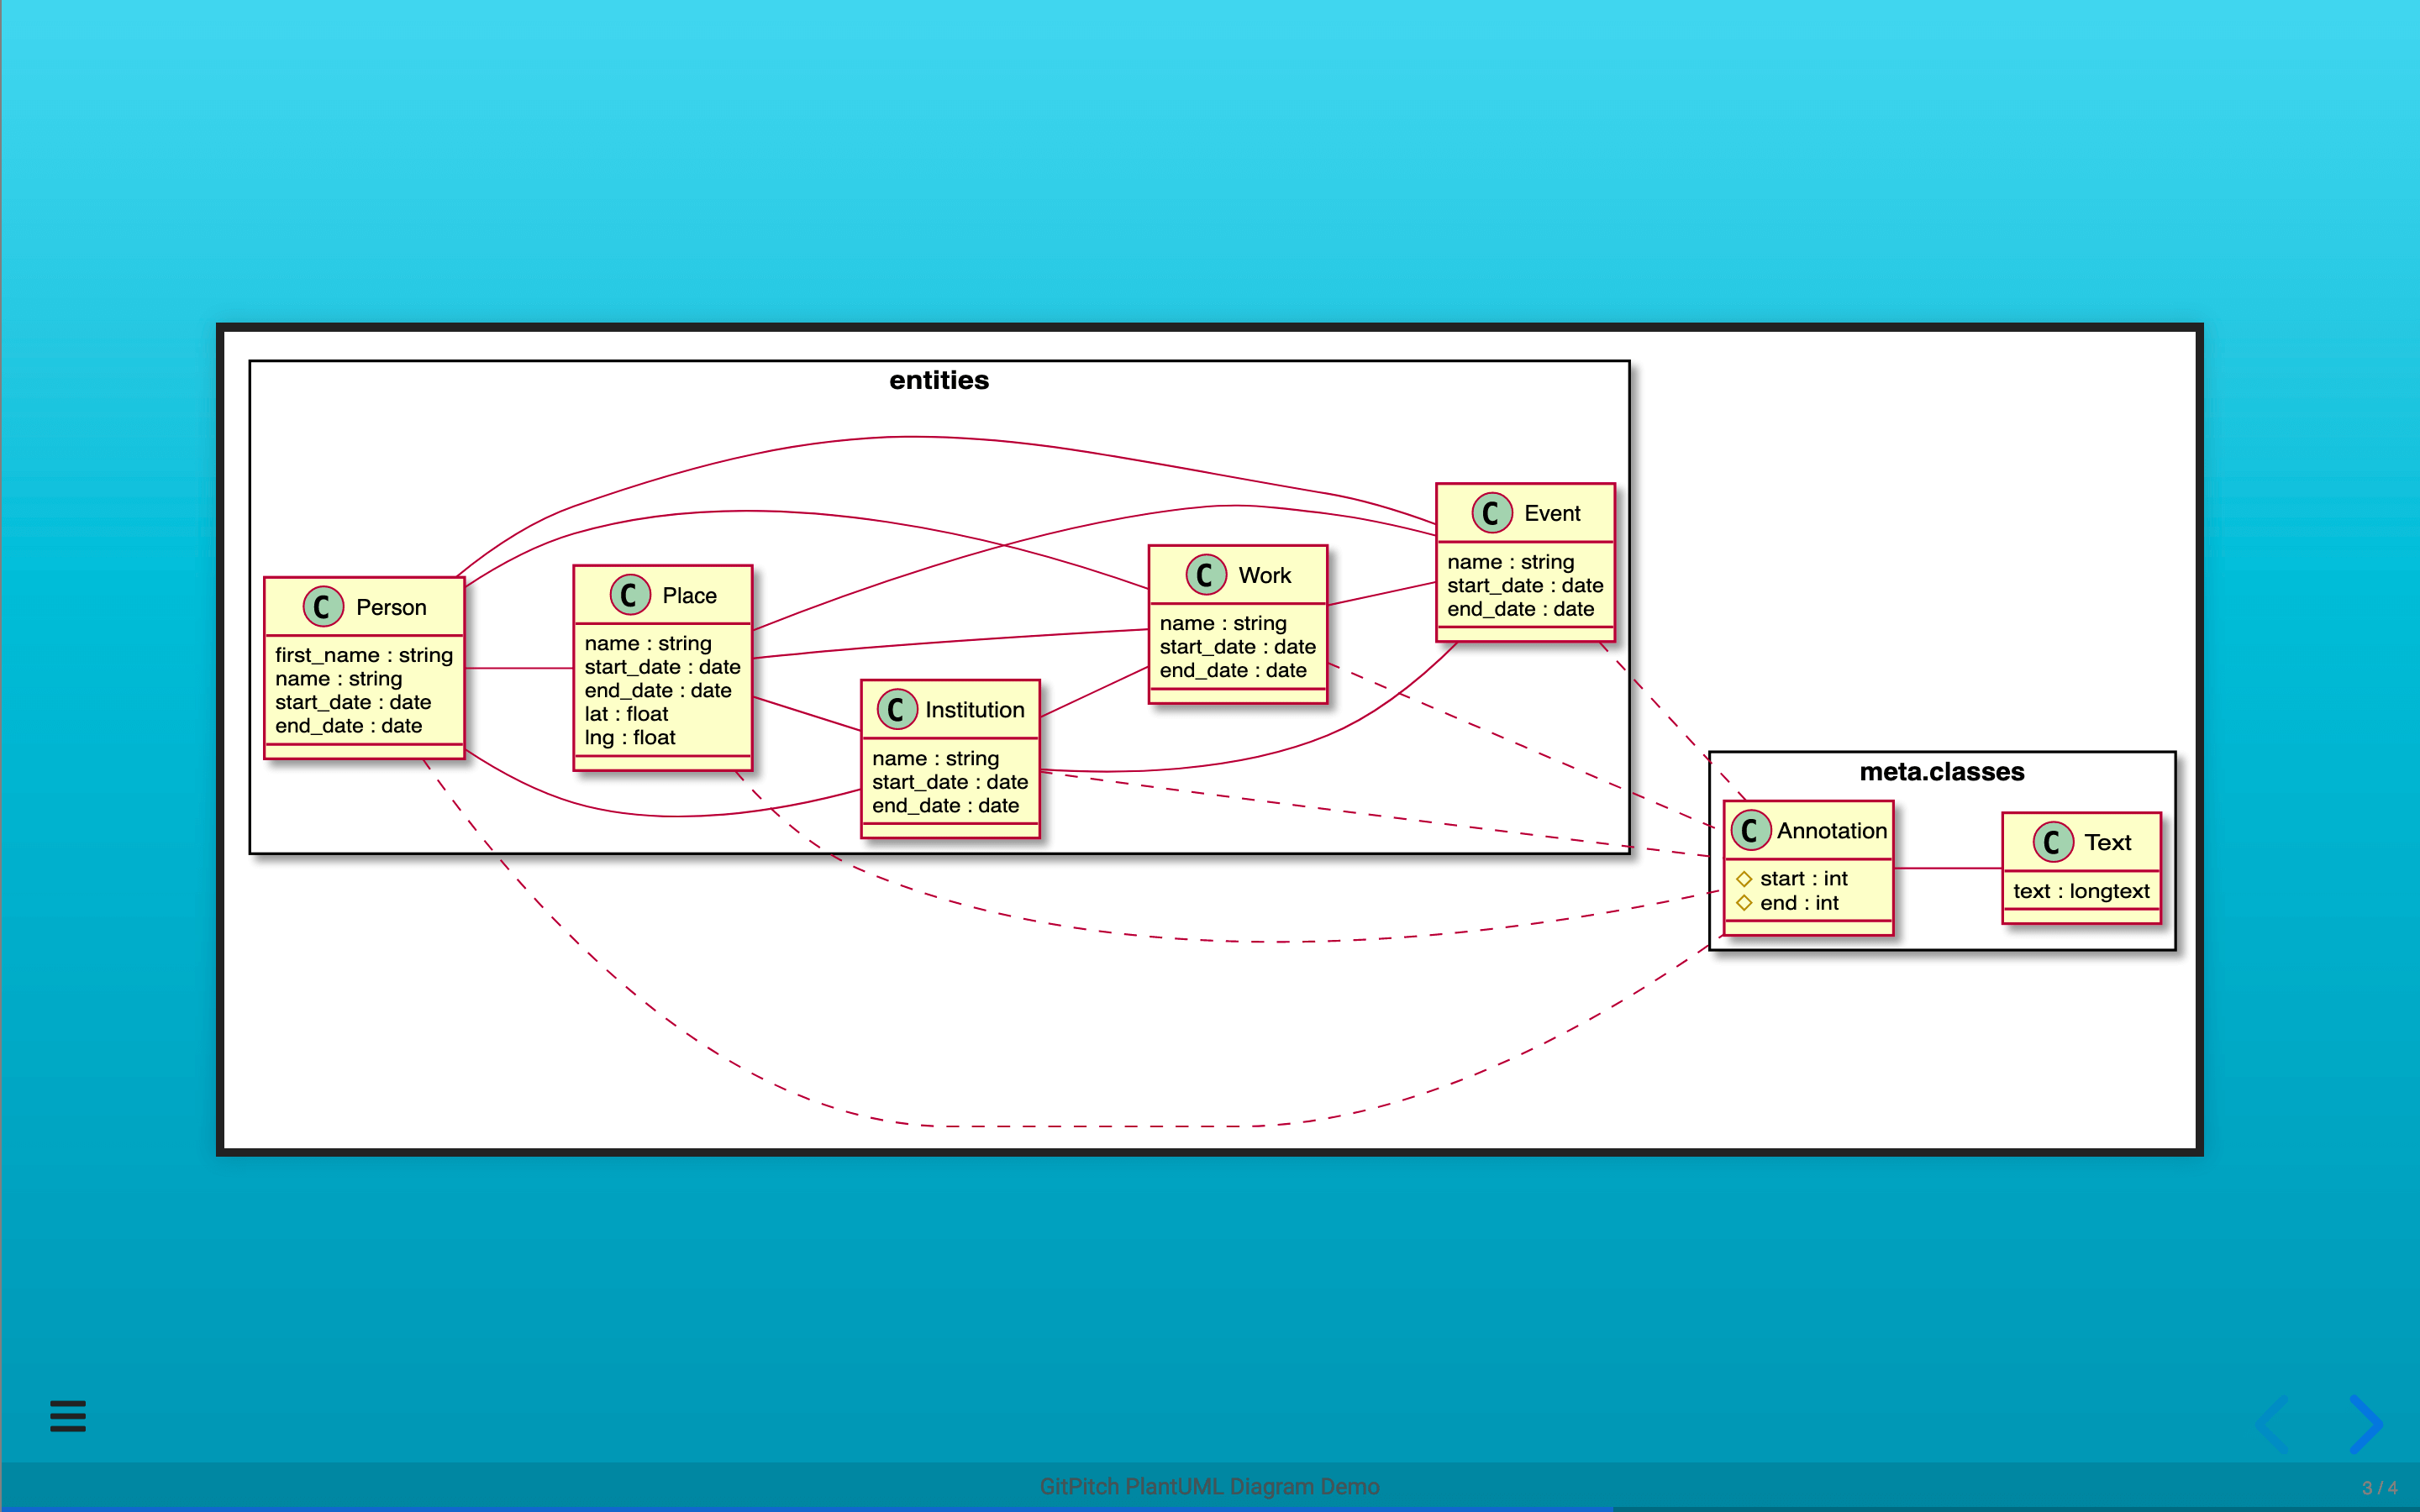 entities
C Person
first_name : string
name : string
start_date : date
end_date : date
C Place
name : string
start_date : date
end_date : date
lat : float
lng : float
C Institution
name : string
start_date : date
end_date : date
C Work
name : string
start_date : date
end_date : date
C Event
name : string
start_date : date
end_date : date
meta.classes
C Annotation
start : int
end : int
C Text
text : longtext
GitPitch PlantUML Diagram Demo
3 / 4